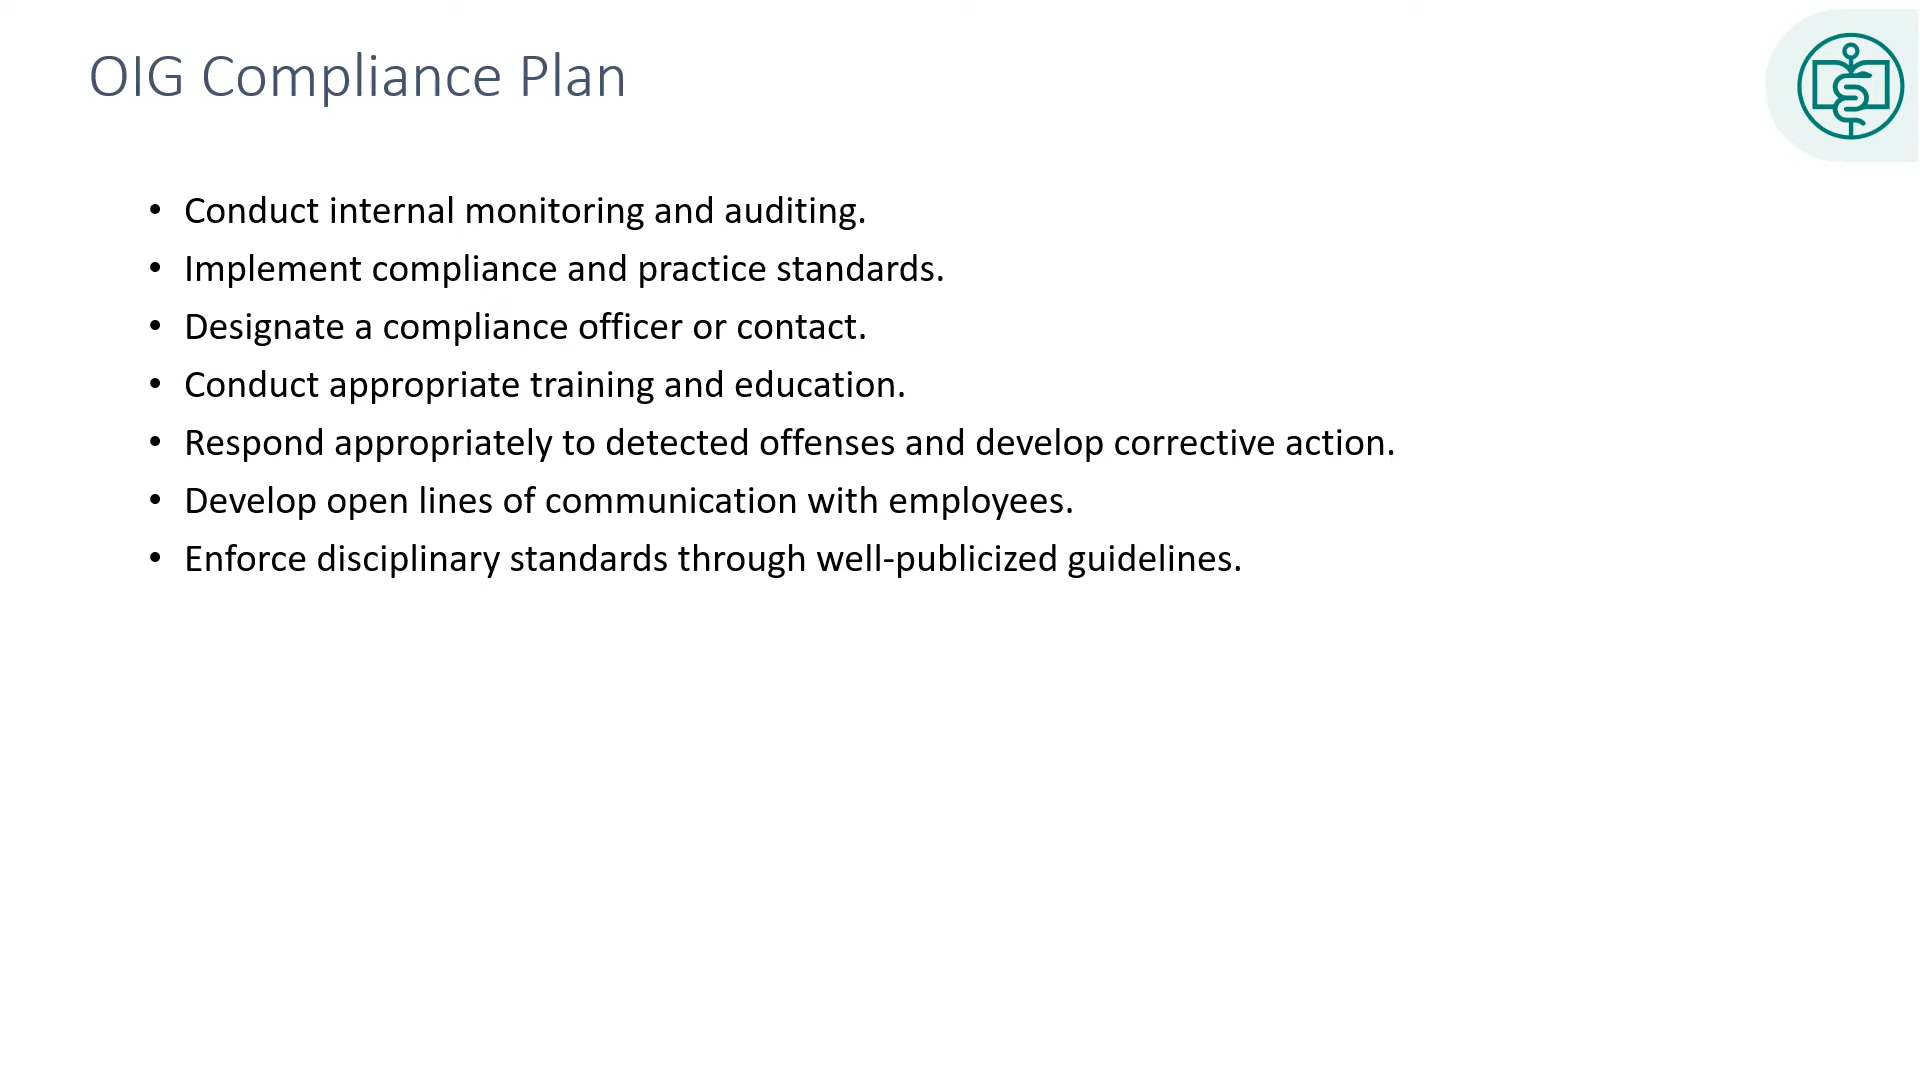 OIG Compliance Plan
• Conduct internal monitoring and auditing.
• Implement compliance and practice standards.
• Designate a compliance officer or contact.
• Conduct appropriate training and education.
• Respond appropriately to detected offenses and develop corrective action.
• Develop open lines of communication with employees.
• Enforce disciplinary standards through well-publicized guidelines.